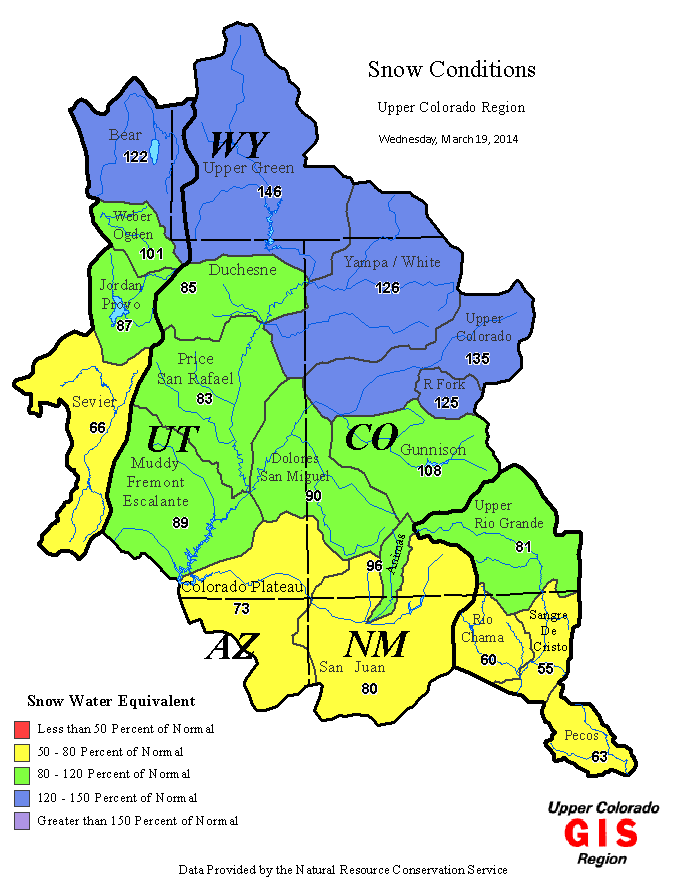 Snow Conditions
Upper Colorado Region
Wednesday, March 19, 2014
Bear
122
WY
Upper Green
146
Weber
Ogden
101
Duchesne
85
Yampa / White
126
Jordan
Provo
87
Upper
Colorado
135
Price
San Rafael
83
R Fork
125
Sevier
66
UT
CO
Gunnison
108
Muddy
Fremont
Escalante
89
Dolores
San Miguel
90
Upper
Rio Grande
81
Animas
96
Colorado Plateau
73
AZ
NM
San Juan
80
Rio
Chama
60
Sangre
De
Cristo
55
Pecos
63
Snow Water Equivalent
Less than 50 Percent of Normal
50 - 80 Percent of Normal
80 - 120 Percent of Normal
120 - 150 Percent of Normal
Greater than 150 Percent of Normal
Upper Colorado
GIS
Region
Data Provided by the Natural Resource Conservation Service